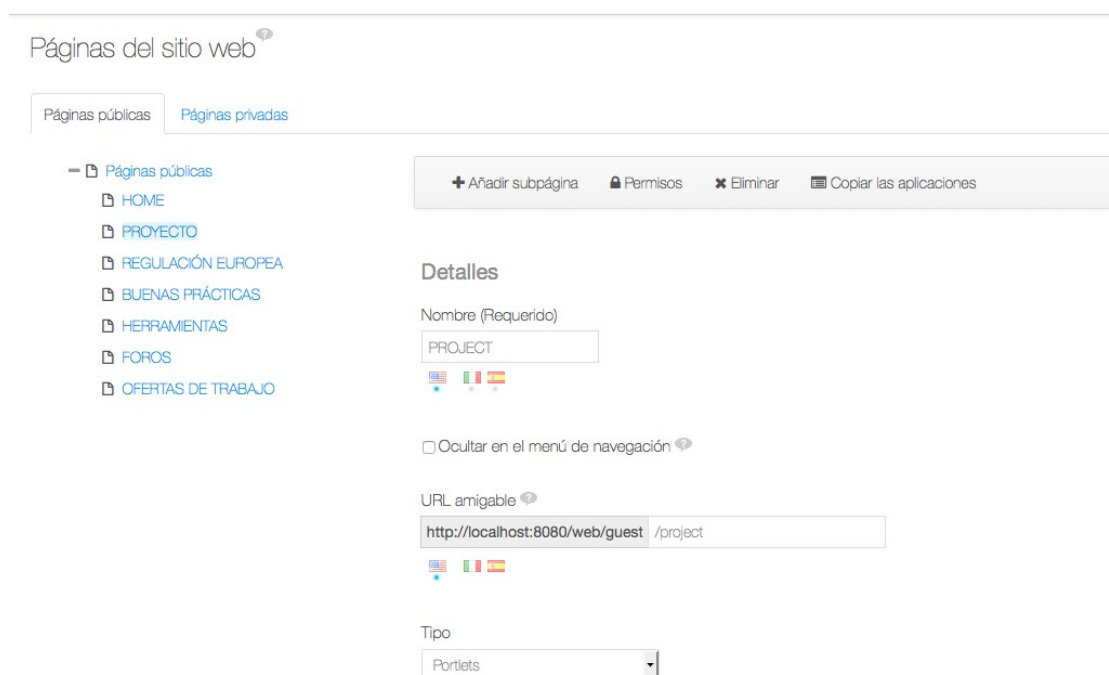 Páginas del sitio web
Páginas públicas Páginas privadas
Páginas públicas
HOME
PROYECTO
REGULACIÓN EUROPEA
BUENAS PRÁCTICAS
HERRAMIENTAS
FOROS
OFERTAS DE TRABAJO
Añadir subpágina Permisos Eliminar Copiar las aplicaciones
Detalles
Nombre (Requerido)
PROJECT
Ocultar en el menú de navegación
URL amigable
http://localhost:8080/web/guest /project
Tipo
Portlets